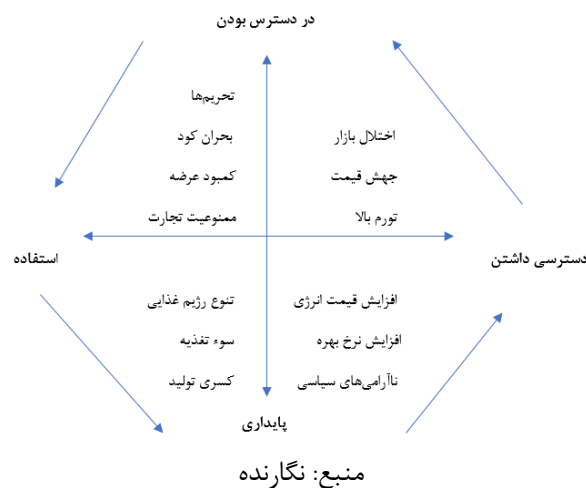 در دسترس بودن
تحریم‌ها
اختلال بازار
بحران کود
جهش قیمت
کمبود عرضه
تورم بالا
ممنوعیت تجارت
دسترسی داشتن
استفاده
افزایش قیمت انرژی
تنوع رژیم غذایی
افزایش نرخ بهره
سوء تغذیه
ناآرامی‌های سیاسی
کسری تولید
پایداری
منبع: نگارنده